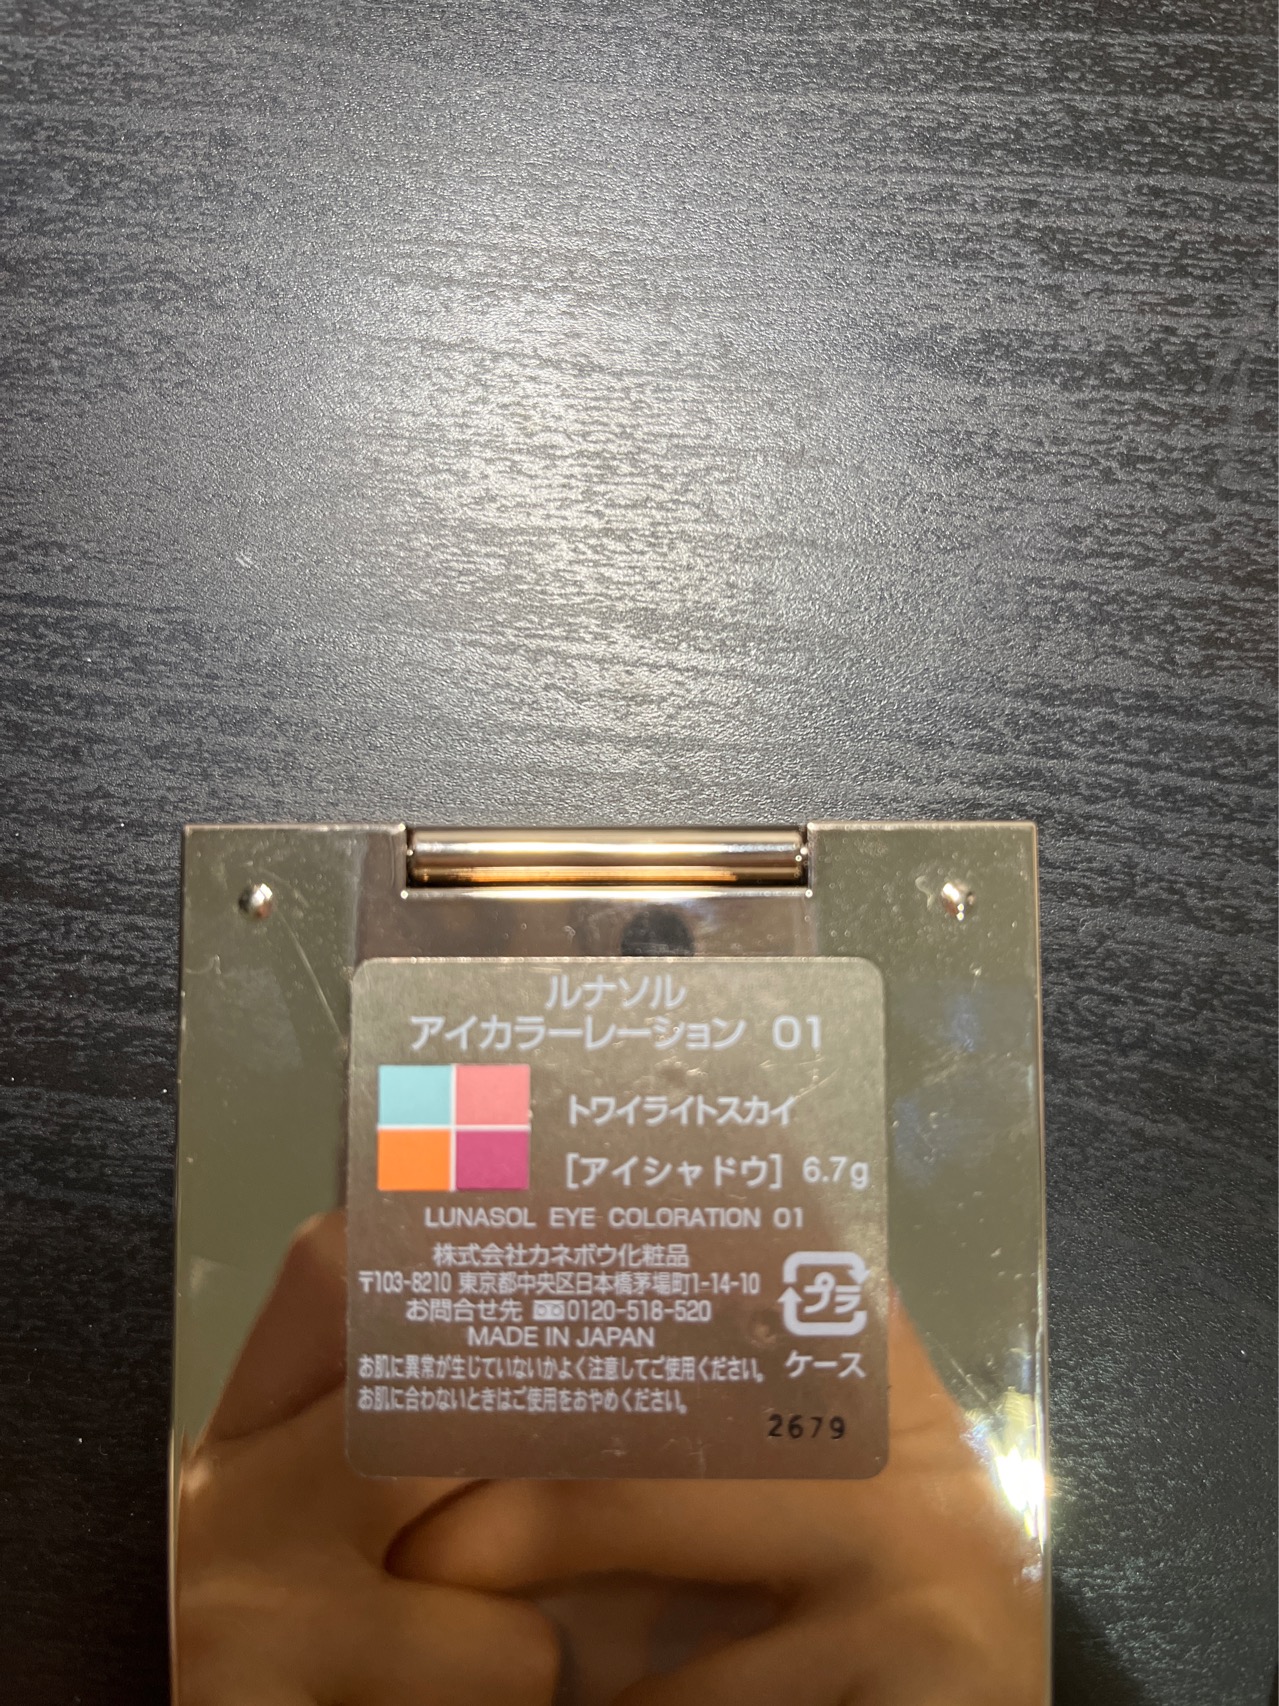 ルナソル
アイカラーレーション 01
トワイライトスカイ
[アイシャドウ] 6.7g
LUNASOL EYE COLORATION 01
株式会社カネボウ化粧品
〒103-8210 東京都中央区日本橋茅場町1-14-10
お問合せ先 0120-518-520
MADE IN JAPAN
お肌に異常が生じていないかよく注意してご使用ください。
お肌に合わないときはご使用をおやめください。
プラ
ケース
2679